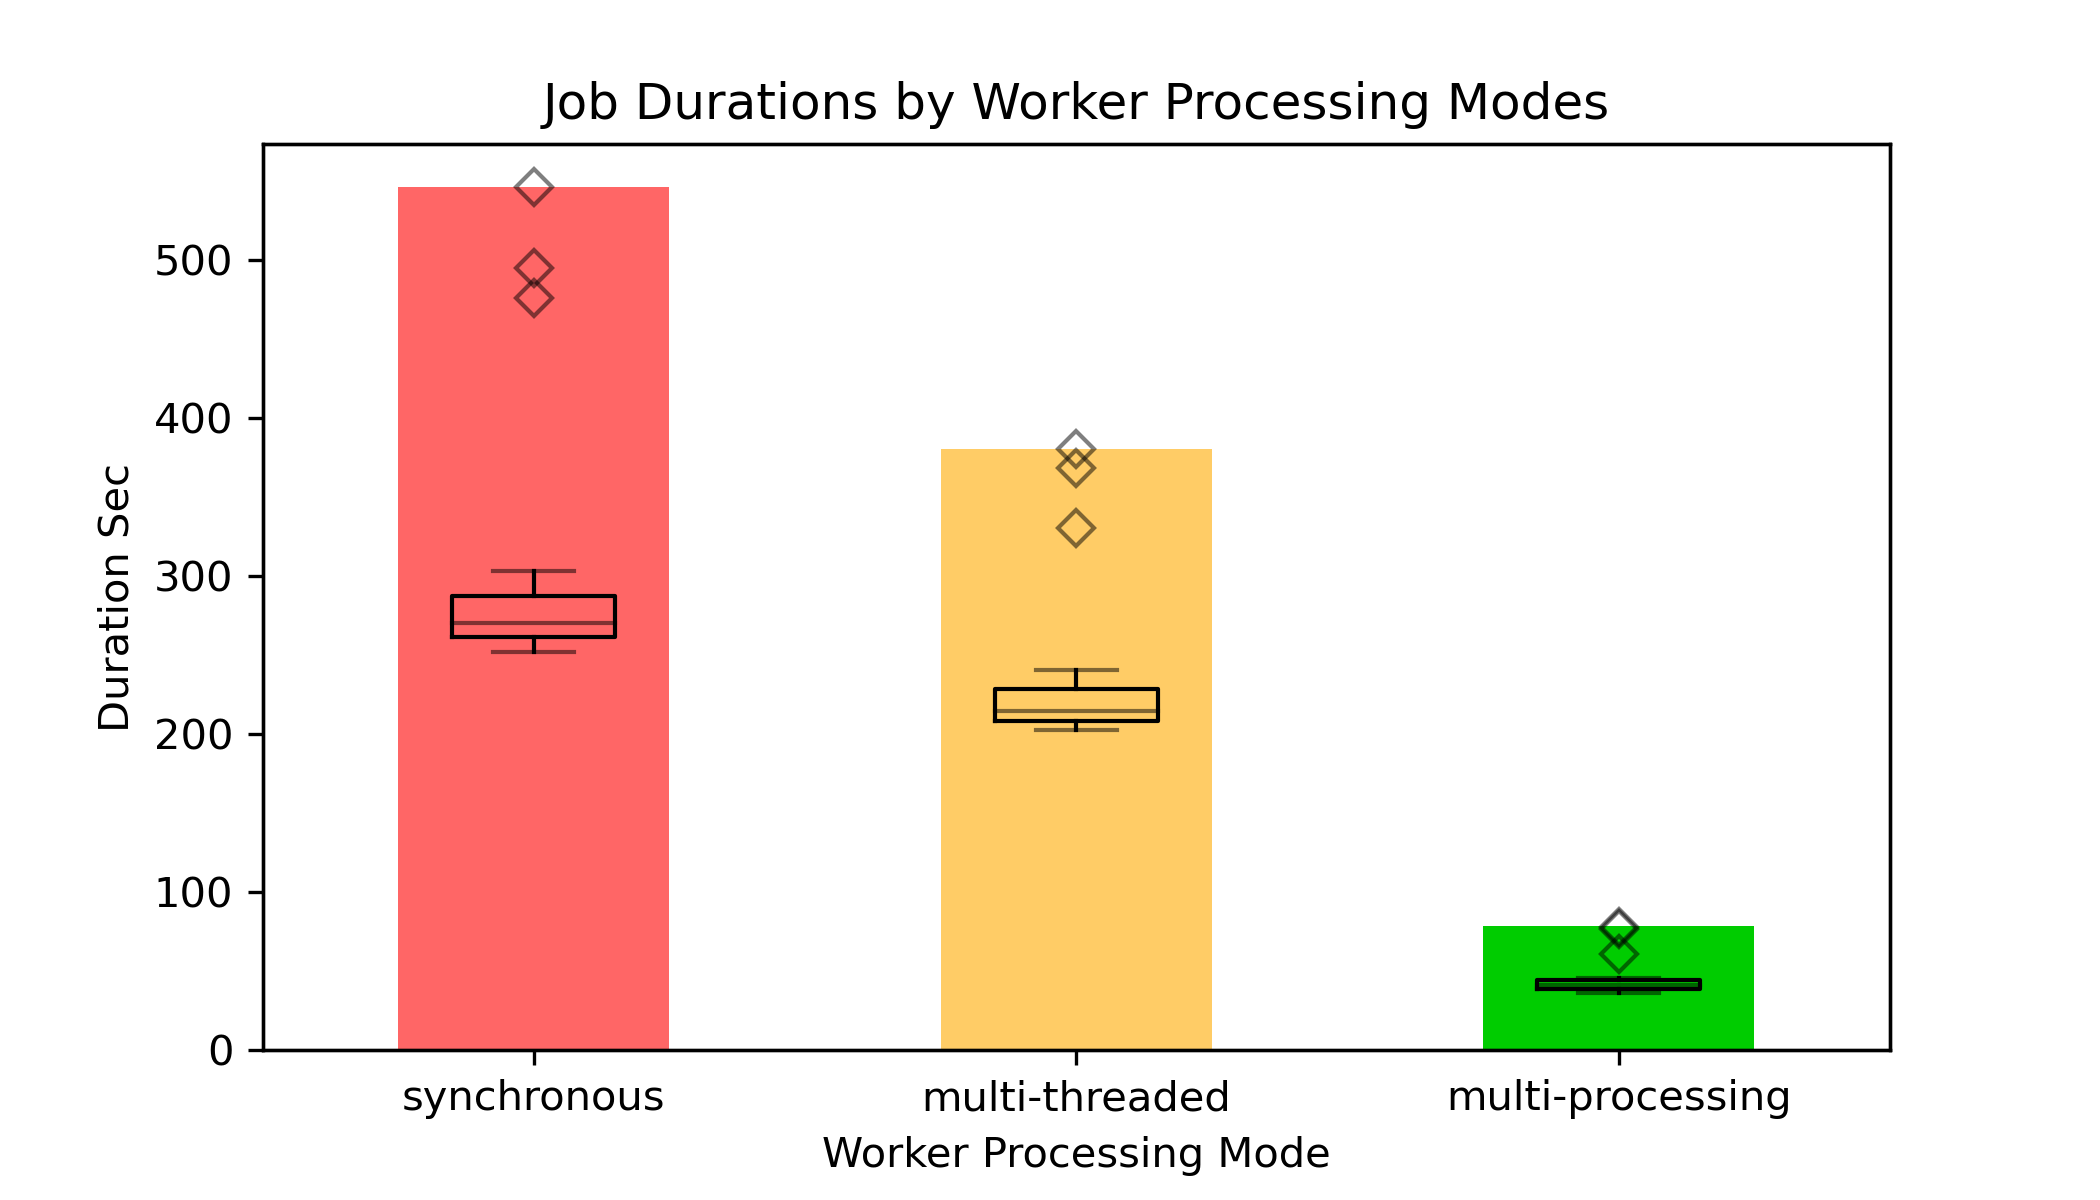 Job Durations by Worker Processing Modes
Duration Sec
500
400
300
200
100
0
synchronous multi-threaded multi-processing
Worker Processing Mode